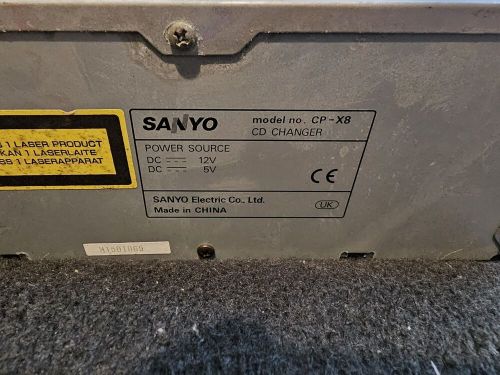 SANYO
model no. CP-X8
CD CHANGER
POWER SOURCE
DC 12V
DC 5V
CE
SANYO Electric Co., Ltd.
Made in CHINA
UK
1 LASER PRODUCT
KAN 1 LASERLAITE
SS 1 LASERAPPARAT